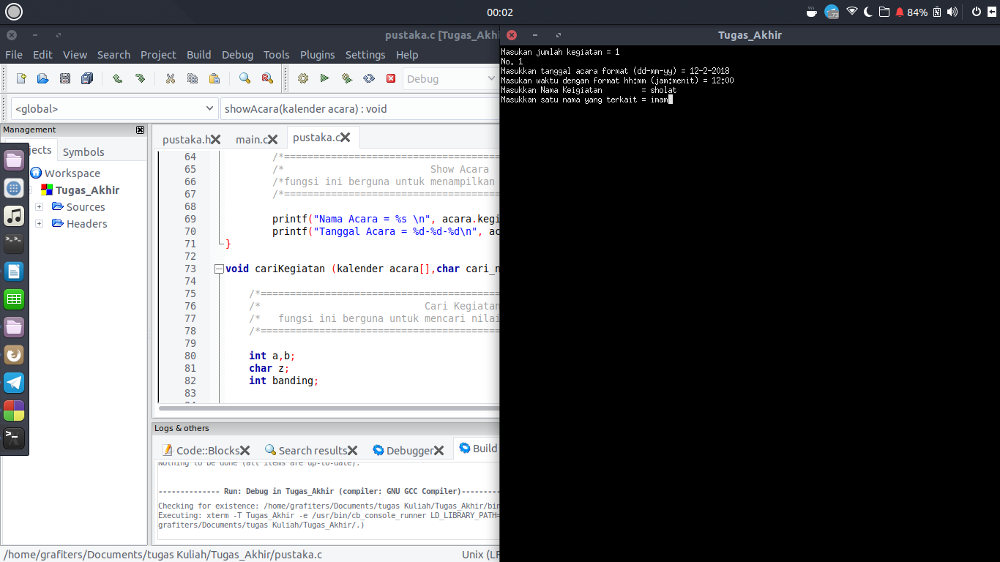 00:02
73
84%
pustaka.c [Tugas_Akhi
File Edit View Search Project Build Debug Tools Plugins Settings Help
Debug
<global>
showAcara(kalender acara) : void
Management
jects
Symbols
Workspace
Tugas_Akhir
Sources
Headers
pustaka.h
main.c
pustaka.c
64 /*=====================================
65 /* Show Acara
66 /*fungsi ini berguna untuk menampilkan
67 /*=====================================
68
69 printf("Nama Acara = %s \n", acara.kegi
70 printf("Tanggal Acara = %d-%d-%d\n", ac
71 }
72
73 void cariKegiatan (kalender acara[],char cari_n
74
75 /*=========================================
76 /* Cari Kegiatan
77 /* fungsi ini berguna untuk mencari nilai
78 /*=========================================
79
80 int a,b;
81 char z;
82 int banding;
83
Logs & others
Code::Blocks
Search results
Debugger
Build
Nothing to be done (all items are up-to-date).
-------------- Run: Debug in Tugas_Akhir (compiler: GNU GCC Compiler)---------
Checking for existence: /home/grafiters/Documents/tugas Kuliah/Tugas_Akhir/bin
Executing: xterm -T Tugas_Akhir -e /usr/bin/cb_console_runner LD_LIBRARY_PATH=
grafiters/Documents/tugas Kuliah/Tugas_Akhir/.)
/home/grafiters/Documents/tugas Kuliah/Tugas_Akhir/pustaka.c
Unix (LF
Tugas_Akhir
Masukan jumlah kegiatan = 1
No. 1
Masukkan tanggal acara format (dd-mm-yy) = 12-2-2018
Masukan waktu dengan format hh:mm (jam:menit) = 12:00
Masukkan Nama Keigiatan = sholat
Masukkan satu nama yang terkait = imam